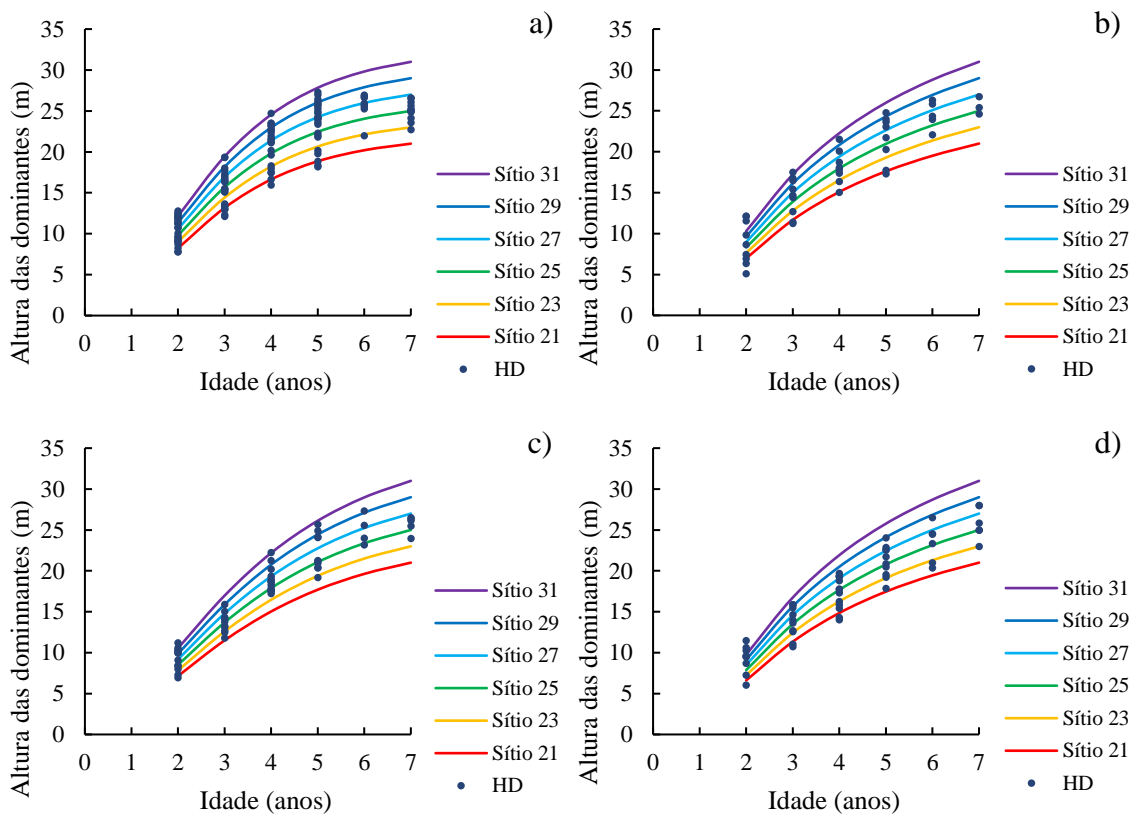 a)
Altura das dominantes (m)
35
30
25
20
15
10
5
0
0 1 2 3 4 5 6 7
Idade (anos)
Sítio 31
Sítio 29
Sítio 27
Sítio 25
Sítio 23
Sítio 21
HD
b)
Altura das dominantes (m)
35
30
25
20
15
10
5
0
0 1 2 3 4 5 6 7
Idade (anos)
Sítio 31
Sítio 29
Sítio 27
Sítio 25
Sítio 23
Sítio 21
HD
c)
Altura das dominnantes (m)
35
30
25
20
15
10
5
0
0 1 2 3 4 5 6 7
Idade (anos)
Sítio 31
Sítio 29
Sítio 27
Sítio 25
Sítio 23
Sítio 21
HD
d)
Altura das dominantes (m)
35
30
25
20
15
10
5
0
0 1 2 3 4 5 6 7
Idade (anos)
Sítio 31
Sítio 29
Sítio 27
Sítio 25
Sítio 23
Sítio 21
HD